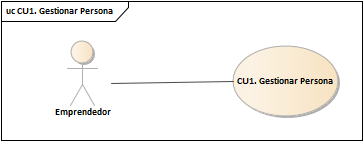 uc CU1. Gestionar Persona
CU1. Gestionar Persona
Emprendedor